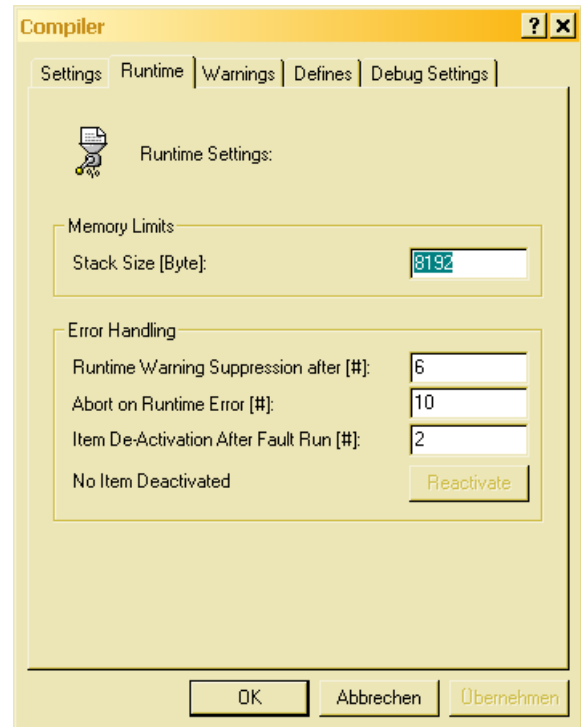 Compiler
Settings Runtime Warnings Defines Debug Settings
Runtime Settings:
Memory Limits
Stack Size [Byte]: 8192
Error Handling
Runtime Warning Suppression after [#]: 6
Abort on Runtime Error [#]: 10
Item De-Activation After Fault Run [#]: 2
No Item Deactivated Reactivate
OK Abbrechen Übernehmen